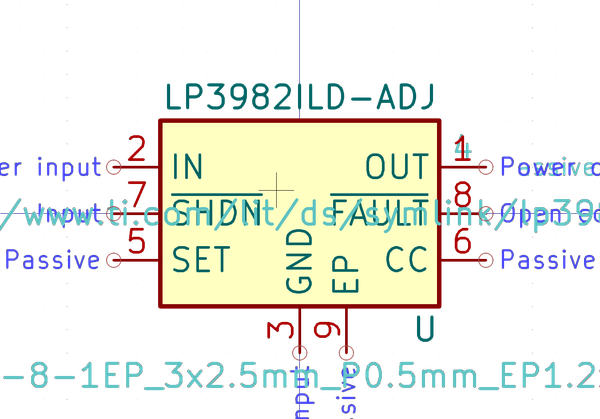 LP3982ILD-ADJ
er input 2 IN OUT 1 4 Power o
Input 7 SHDN FAULT 8 Open
/www.ti.com/lit/ds/symlink/lp39
Passive 5 SET CC 6 Passive
GND
EP
3
9
U
-8-1EP_3x2.5mm_P0.5mm_EP1.2
nput
sive